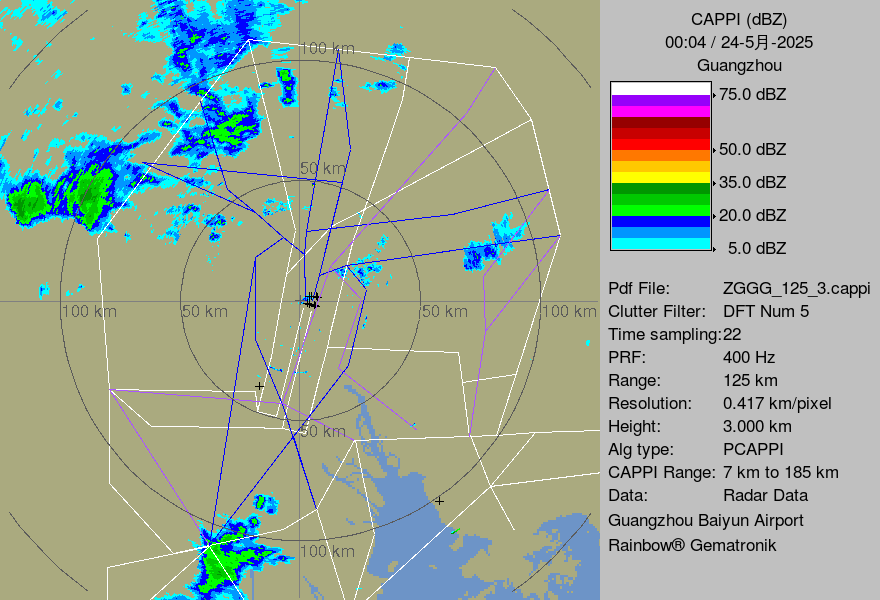 CAPPI (dBZ)
00:04 / 24-5月-2025
Guangzhou
75.0 dBZ
50.0 dBZ
35.0 dBZ
20.0 dBZ
5.0 dBZ
Pdf File: ZGGG_125_3.cappi
Clutter Filter: DFT Num 5
Time sampling:22
PRF: 400 Hz
Range: 125 km
Resolution: 0.417 km/pixel
Height: 3.000 km
Alg type: PCAPPI
CAPPI Range: 7 km to 185 km
Data: Radar Data
Guangzhou Baiyun Airport
Rainbow® Gematronik
100 km
50 km
100 km
50 km
50 km
100 km
50 km
100 km